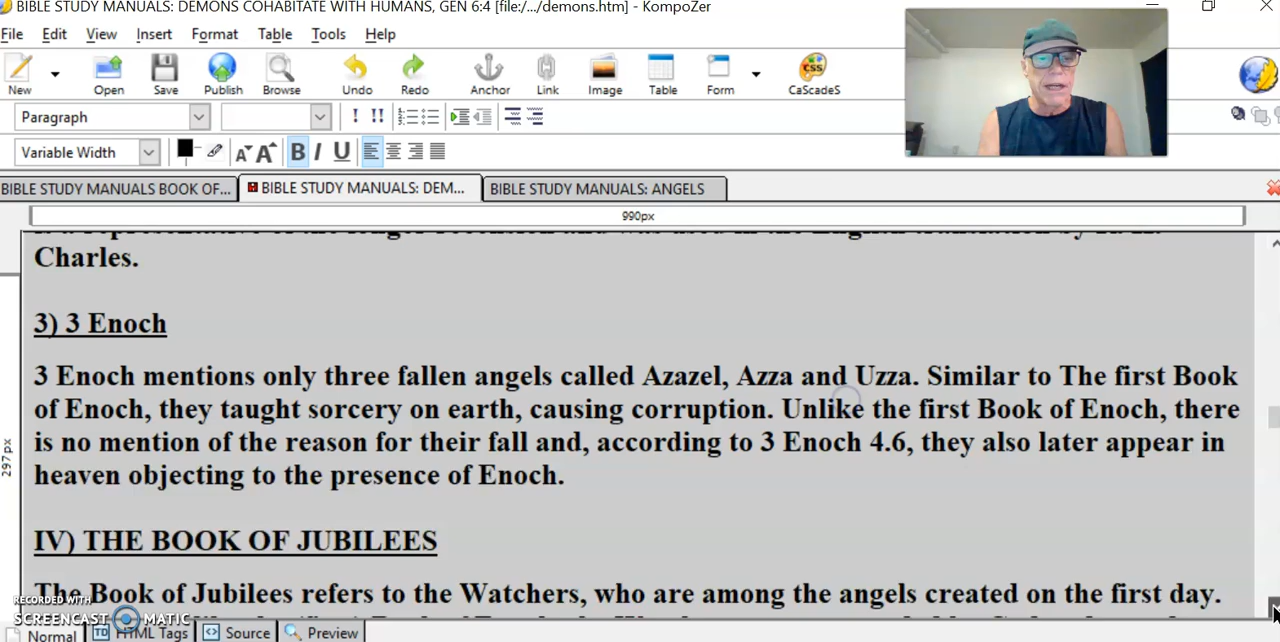 BIBLE STUDY MANUALS: DEMONS COHABITATE WITH HUMANS, GEN 6:4 [file:/.../demons.htm] - KompoZer
File Edit View Insert Format Table Tools Help
New Open Save Publish Browse Undo Redo Anchor Link Image Table Form CaScadeS
Paragraph
Variable Width
BIBLE STUDY MANUALS BOOK OF... BIBLE STUDY MANUALS: DEM... BIBLE STUDY MANUALS: ANGELS
990px
Charles.
3) 3 Enoch
3 Enoch mentions only three fallen angels called Azazel, Azza and Uzza. Similar to The first Book
of Enoch, they taught sorcery on earth, causing corruption. Unlike the first Book of Enoch, there
is no mention of the reason for their fall and, according to 3 Enoch 4.6, they also later appear in
heaven objecting to the presence of Enoch.
297 px
IV) THE BOOK OF JUBILEES
The Book of Jubilees refers to the Watchers, who are among the angels created on the first day.
RECORDED WITH
SCREENCAST MATIC
Normal HTML Tags Source Preview